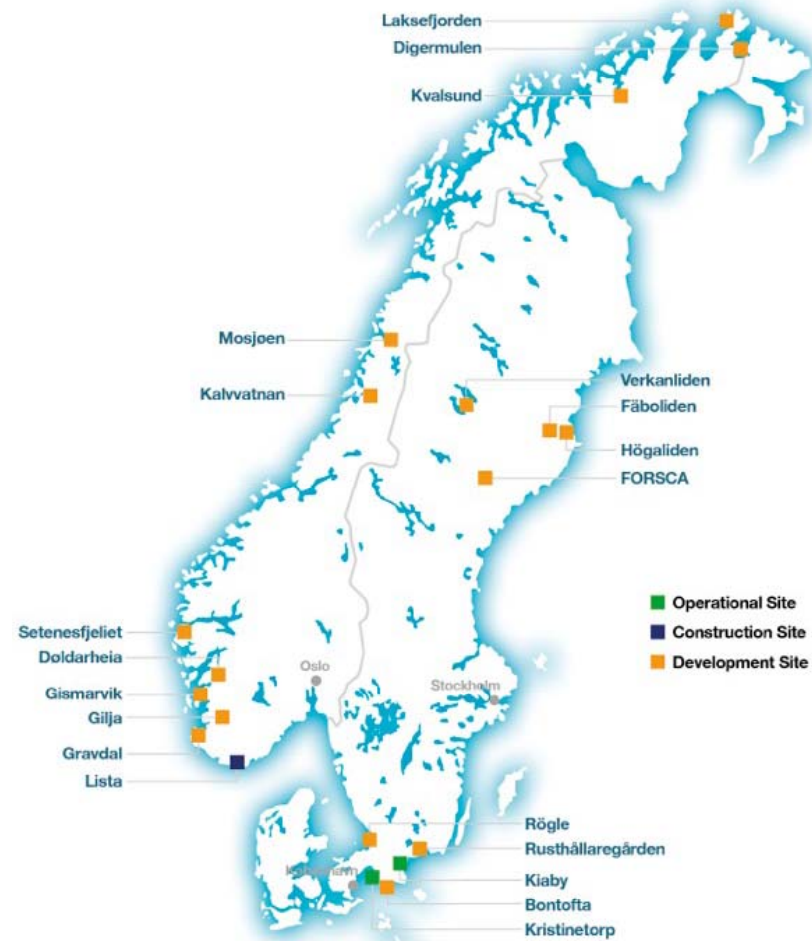 Laksefjorden
Digermulen
Kvalsund
Mosjøen
Kalvvatnan
Verkanliden
Fäboliden
Högaliden
FORSCA
Operational Site
Construction Site
Development Site
Setenesfjeliet
Døldarheia
Oslo
Gismarvik
Stockholm
Gilja
Gravdal
Lista
Rögle
Rusthållaregården
Kiaby
Bontofta
Kristinetorp